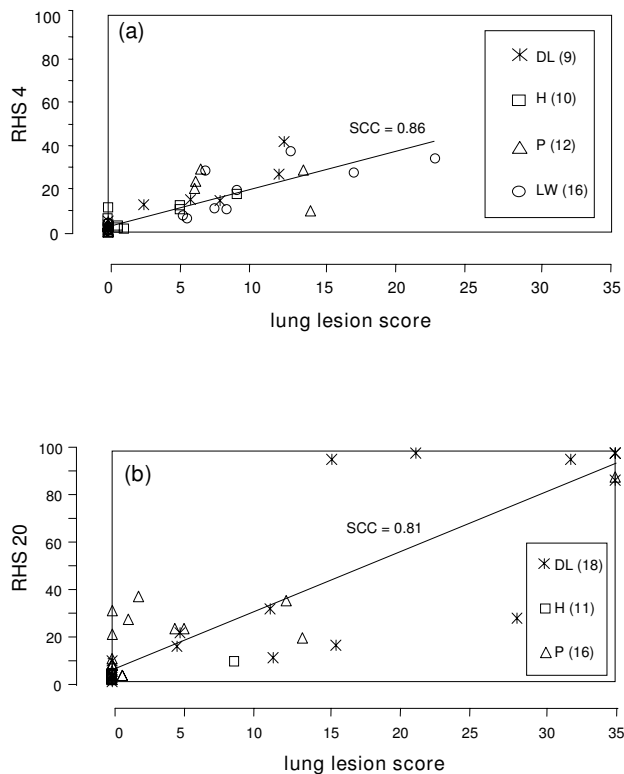 (a)
RHS 4
100
80
60
40
20
0
SCC = 0.86
DL (9)
H (10)
P (12)
LW (16)
0 5 10 15 20 25 30 35
lung lesion score
(b)
RHS 20
100
80
60
40
20
0
SCC = 0.81
DL (18)
H (11)
P (16)
0 5 10 15 20 25 30 35
lung lesion score